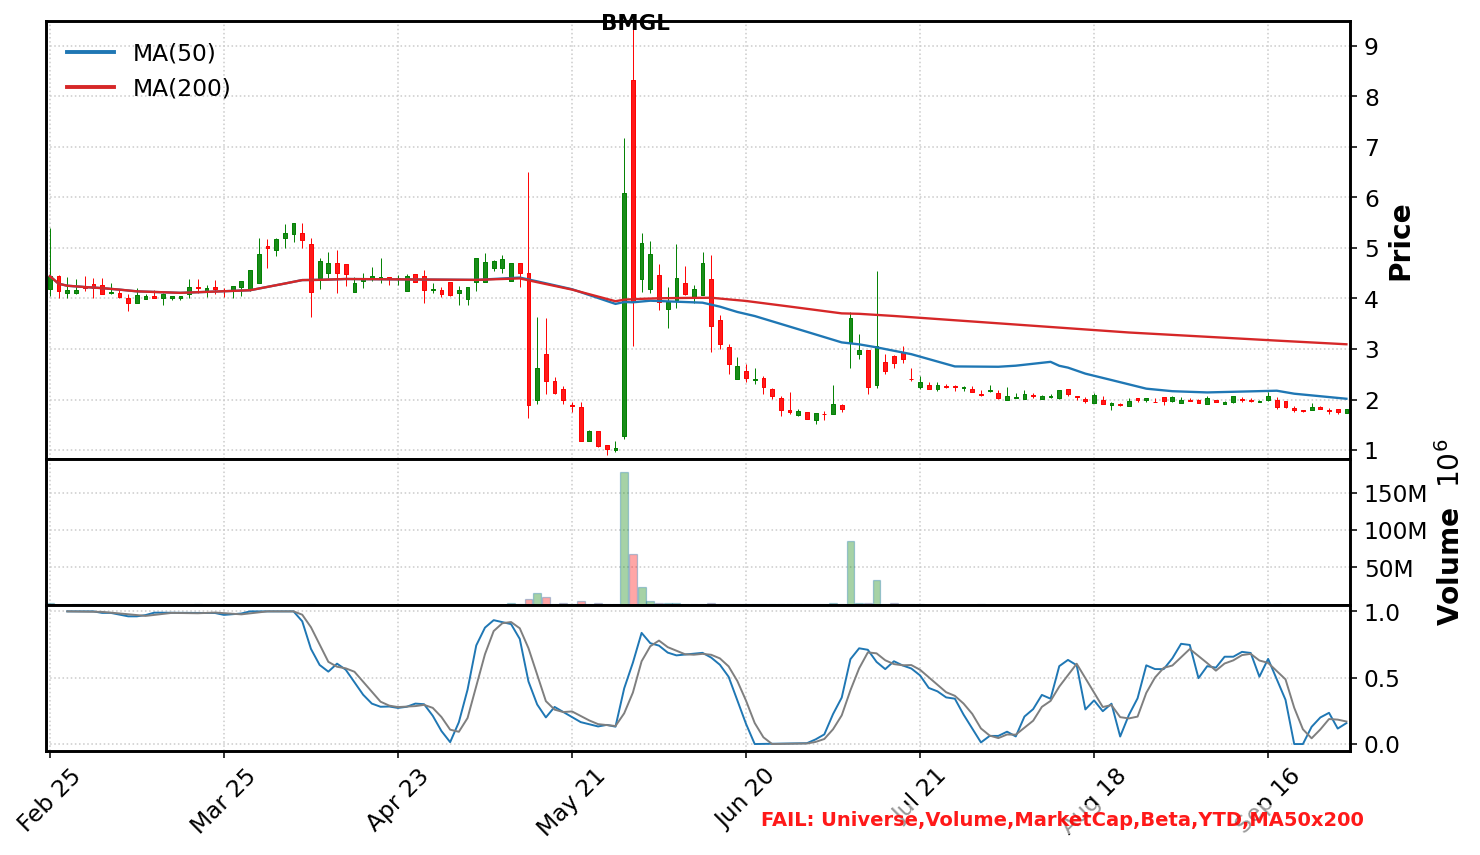 BMGL
MA(50)
MA(200)
9
8
7
6
5
4
3
2
1
Price
150M
100M
50M
Volume 10^6
1.0
0.5
0.0
Feb 25
Mar 25
Apr 23
May 21
Jun 20
Jul 21
Aug 18
Sep 16
FAIL: Universe,Volume,MarketCap,Beta,YTD,MA50x200